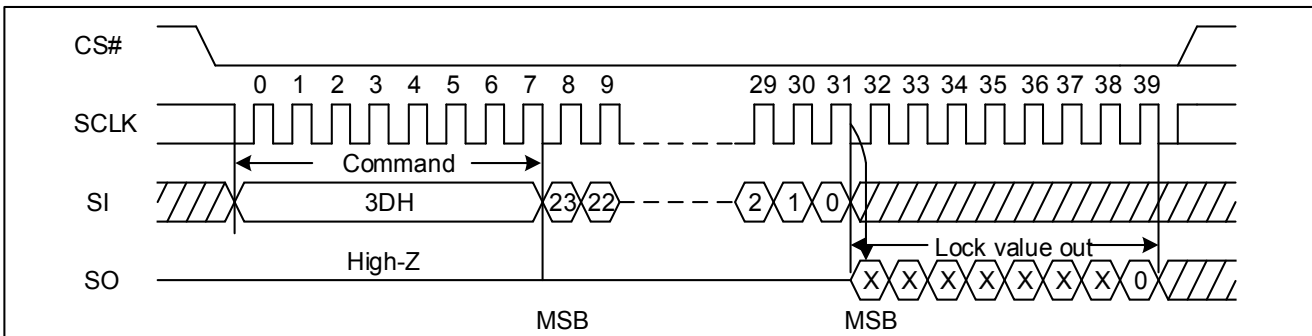 CS#
0 1 2 3 4 5 6 7 8 9 29 30 31 32 33 34 35 36 37 38 39
SCLK
Command
SI 3DH 23 22 2 1 0
High-Z Lock value out
SO X X X X X X X 0
MSB MSB